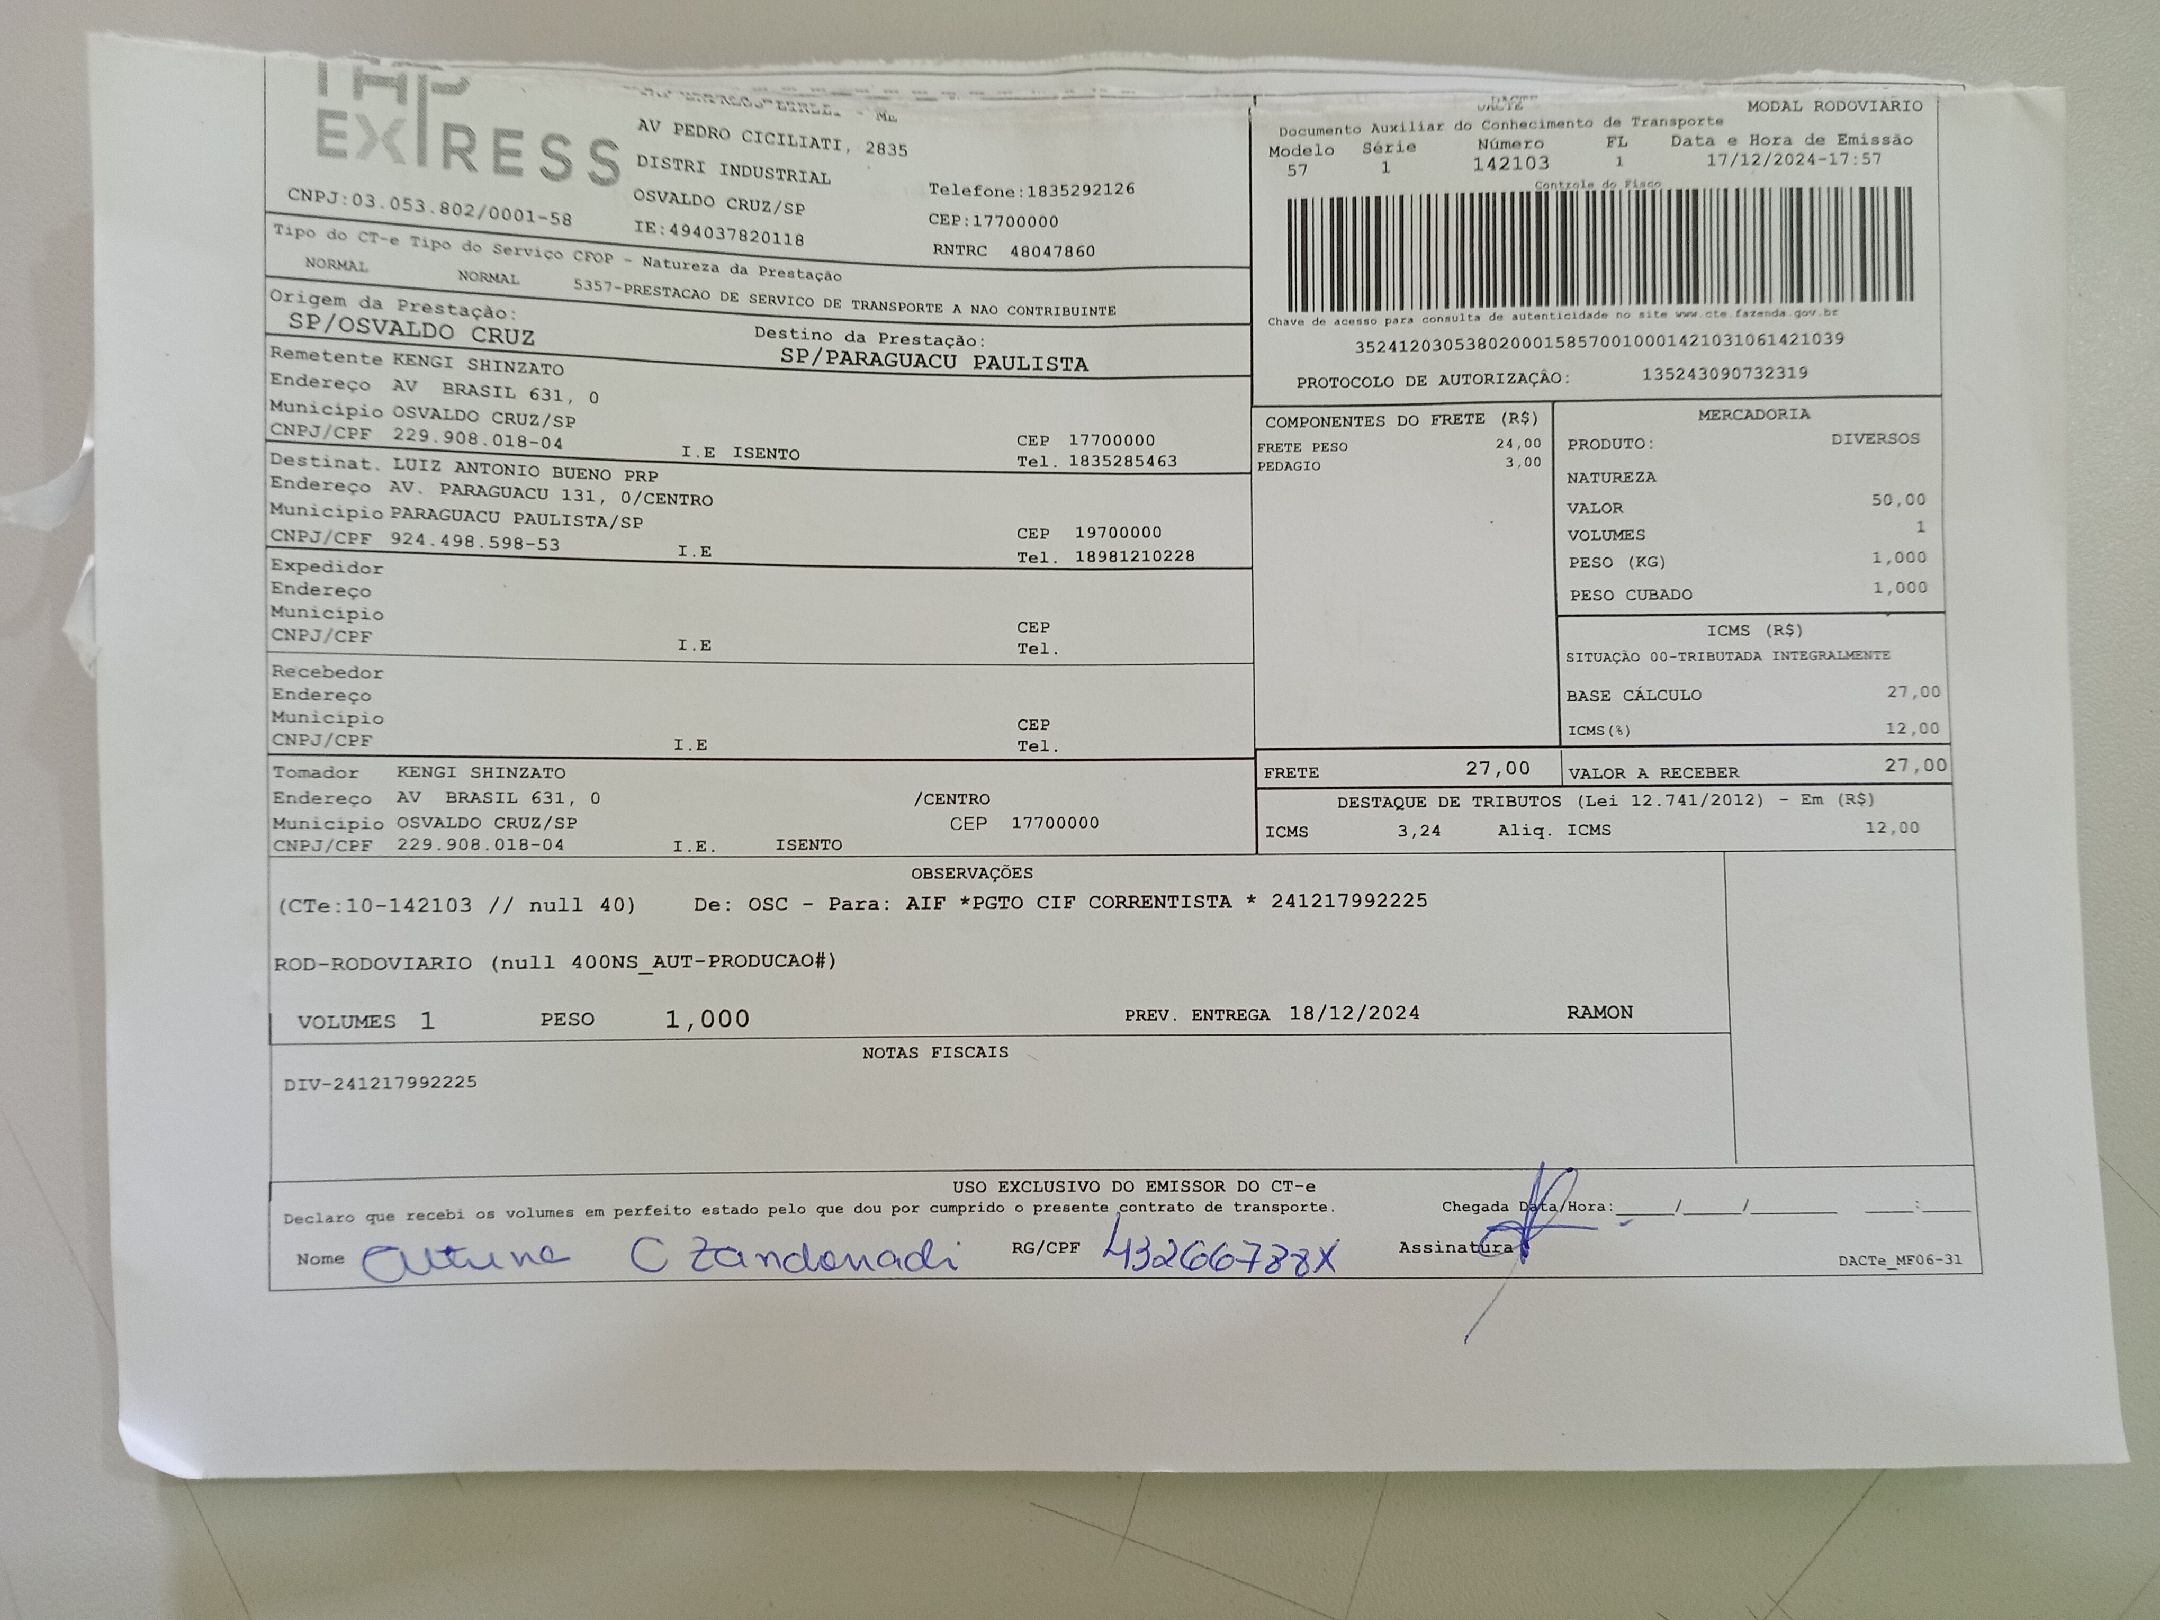 EXPRESS
CNPJ:03.053.802/0001-58
- ME
AV PEDRO CICILIATI, 2835
DISTRI INDUSTRIAL
OSVALDO CRUZ/SP
IE:494037820118
Telefone:1835292126
CEP:17700000
RNTRC 48047860
DACTE
MODAL RODOVIÁRIO
Documento Auxiliar do Conhecimento de Transporte
Modelo Série Número FL Data e Hora de Emissão
57 1 142103 1 17/12/2024-17:57
Controle do Fisco
Chave de acesso para consulta de autenticidade no site www.cte.fazenda.gov.br
35241203053802000158570010001421031061421039
PROTOCOLO DE AUTORIZAÇÃO: 135243090732319
Tipo do CT-e Tipo do Serviço CFOP - Natureza da Prestação
NORMAL NORMAL 5357-PRESTACAO DE SERVICO DE TRANSPORTE A NAO CONTRIBUINTE
Origem da Prestação:
SP/OSVALDO CRUZ
Destino da Prestação:
SP/PARAGUACU PAULISTA
Remetente KENGI SHINZATO
Endereço AV BRASIL 631, 0
Município OSVALDO CRUZ/SP CEP 17700000
CNPJ/CPF 229.908.018-04 I.E ISENTO Tel. 1835285463
Destinat. LUIZ ANTONIO BUENO PRP
Endereço AV. PARAGUACU 131, 0/CENTRO
Município PARAGUACU PAULISTA/SP CEP 19700000
CNPJ/CPF 924.498.598-53 I.E Tel. 18981210228
Expedidor
Endereço
Município CEP
CNPJ/CPF I.E Tel.
Recebedor
Endereço
Município CEP
CNPJ/CPF I.E Tel.
Tomador KENGI SHINZATO
Endereço AV BRASIL 631, 0 /CENTRO
Município OSVALDO CRUZ/SP CEP 17700000
CNPJ/CPF 229.908.018-04 I.E. ISENTO
COMPONENTES DO FRETE (R$)
FRETE PESO 24,00
PEDAGIO 3,00
MERCADORIA
PRODUTO: DIVERSOS
NATUREZA
VALOR 50,00
VOLUMES 1
PESO (KG) 1,000
PESO CUBADO 1,000
ICMS (R$)
SITUAÇÃO 00-TRIBUTADA INTEGRALMENTE
BASE CÁLCULO 27,00
ICMS(%) 12,00
FRETE 27,00 VALOR A RECEBER 27,00
DESTAQUE DE TRIBUTOS (Lei 12.741/2012) - Em (R$)
ICMS 3,24 Aliq. ICMS 12,00
OBSERVAÇÕES
(CTe:10-142103 // null 40) De: OSC - Para: AIF *PGTO CIF CORRENTISTA * 241217992225
ROD-RODOVIARIO (null 400NS_AUT-PRODUCAO#)
VOLUMES 1 PESO 1,000 PREV. ENTREGA 18/12/2024 RAMON
NOTAS FISCAIS
DIV-241217992225
USO EXCLUSIVO DO EMISSOR DO CT-e
Declaro que recebi os volumes em perfeito estado pelo que dou por cumprido o presente contrato de transporte. Chegada Data/Hora:____/____/______ ____:____
Nome C Zandonadi RG/CPF 43266788X Assinatura
DACTe_MF06-31